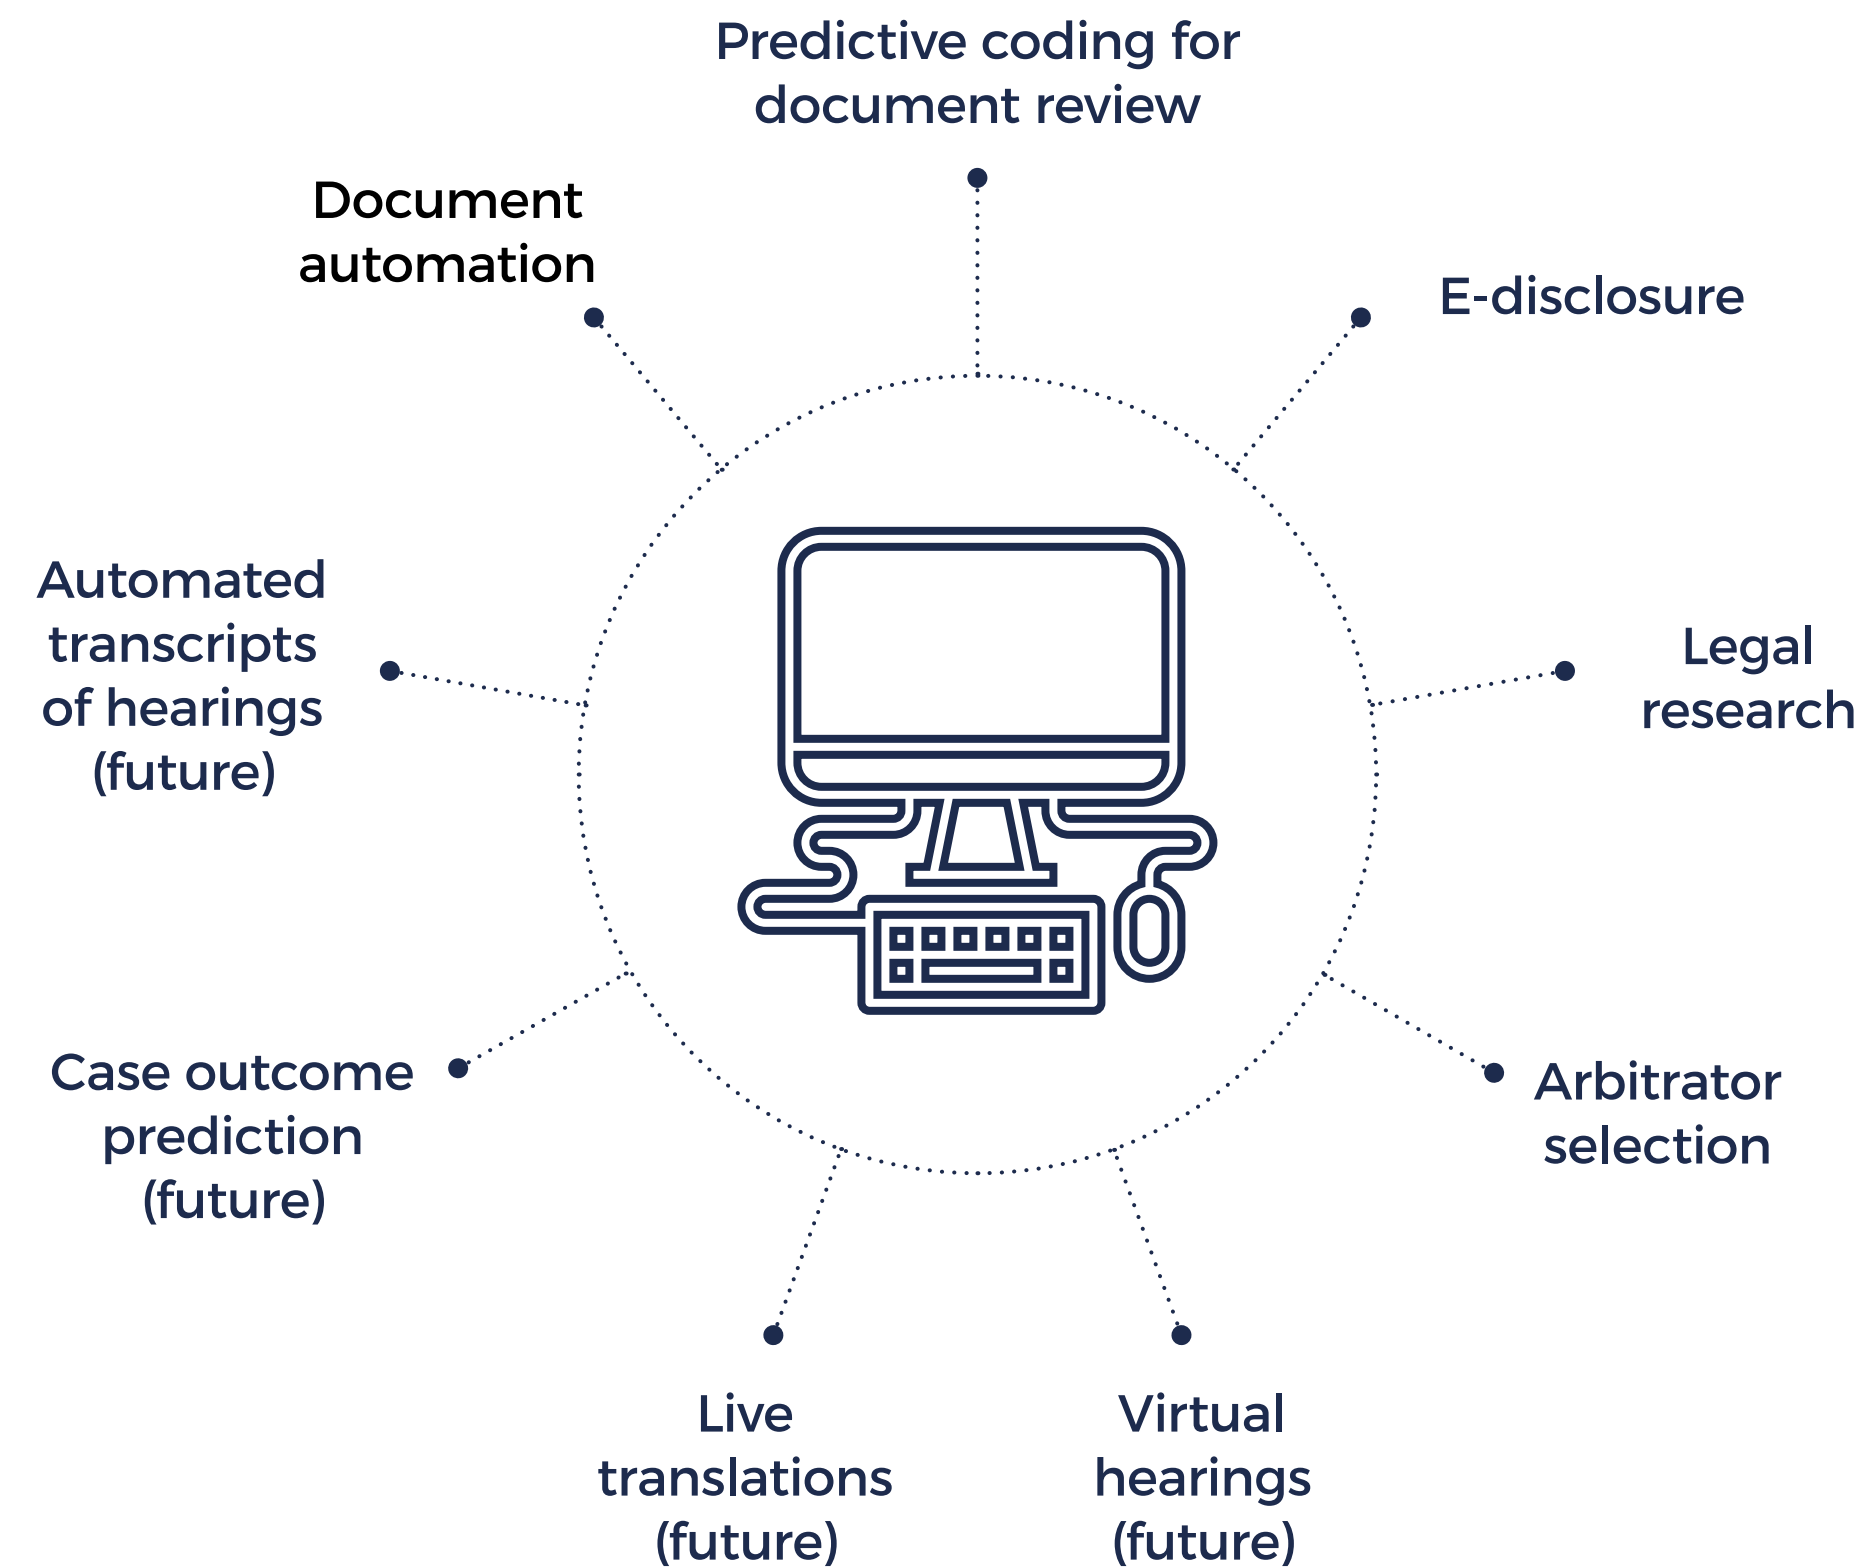 Predictive coding for
document review
Document
automation
E-disclosure
Automated
transcripts
of hearings
(future)
Legal
research
Case outcome
prediction
(future)
Arbitrator
selection
Live
translations
(future)
Virtual
hearings
(future)